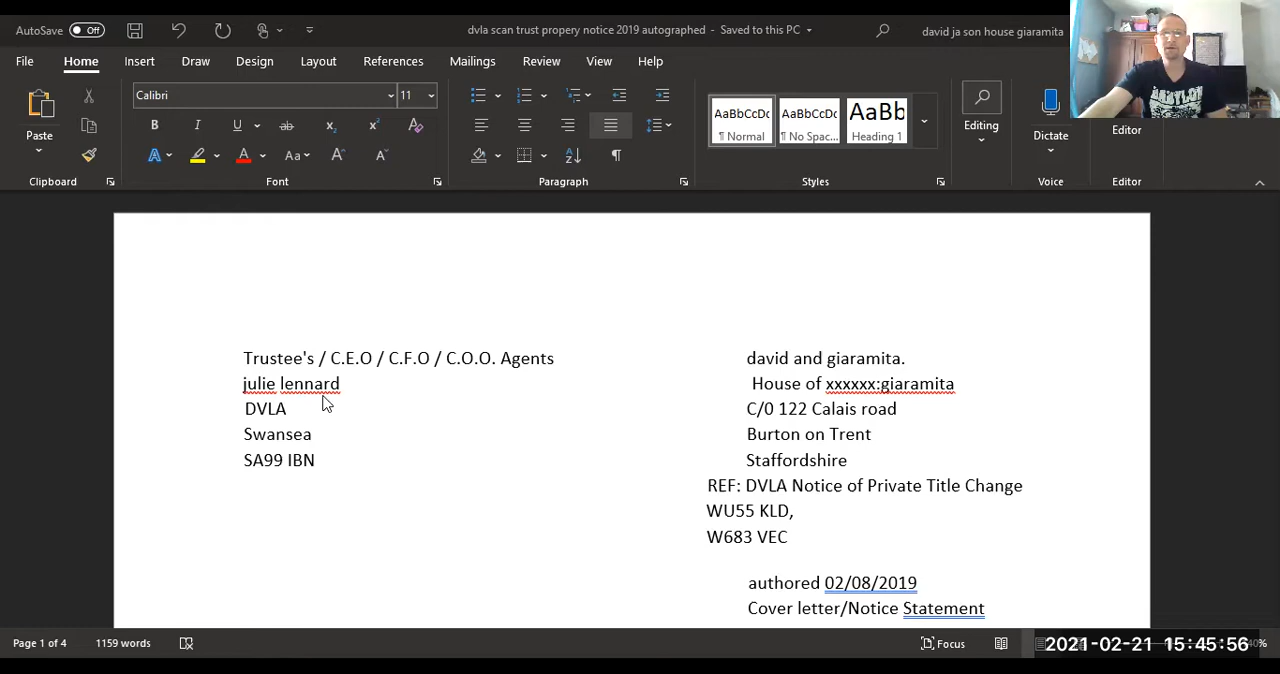 AutoSave Off
dvla scan trust propery notice 2019 autographed - Saved to this PC
david ja son house giaramita
File Home Insert Draw Design Layout References Mailings Review View Help
Calibri 11
Paste
Clipboard
Font
Paragraph
AaBbCcDc AaBbCcDc AaBb
¶ Normal ¶ No Spac... Heading 1
Styles
Editing
Dictate
Voice
Editor
Editor
BABYLON
Trustee's / C.E.O / C.F.O / C.O.O. Agents
julie lennard
DVLA
Swansea
SA99 IBN
david and giaramita.
House of xxxxxx:giaramita
C/0 122 Calais road
Burton on Trent
Staffordshire
REF: DVLA Notice of Private Title Change
WU55 KLD,
W683 VEC
authored 02/08/2019
Cover letter/Notice Statement
Page 1 of 4 1159 words
Focus
2021-02-21 15:45:56